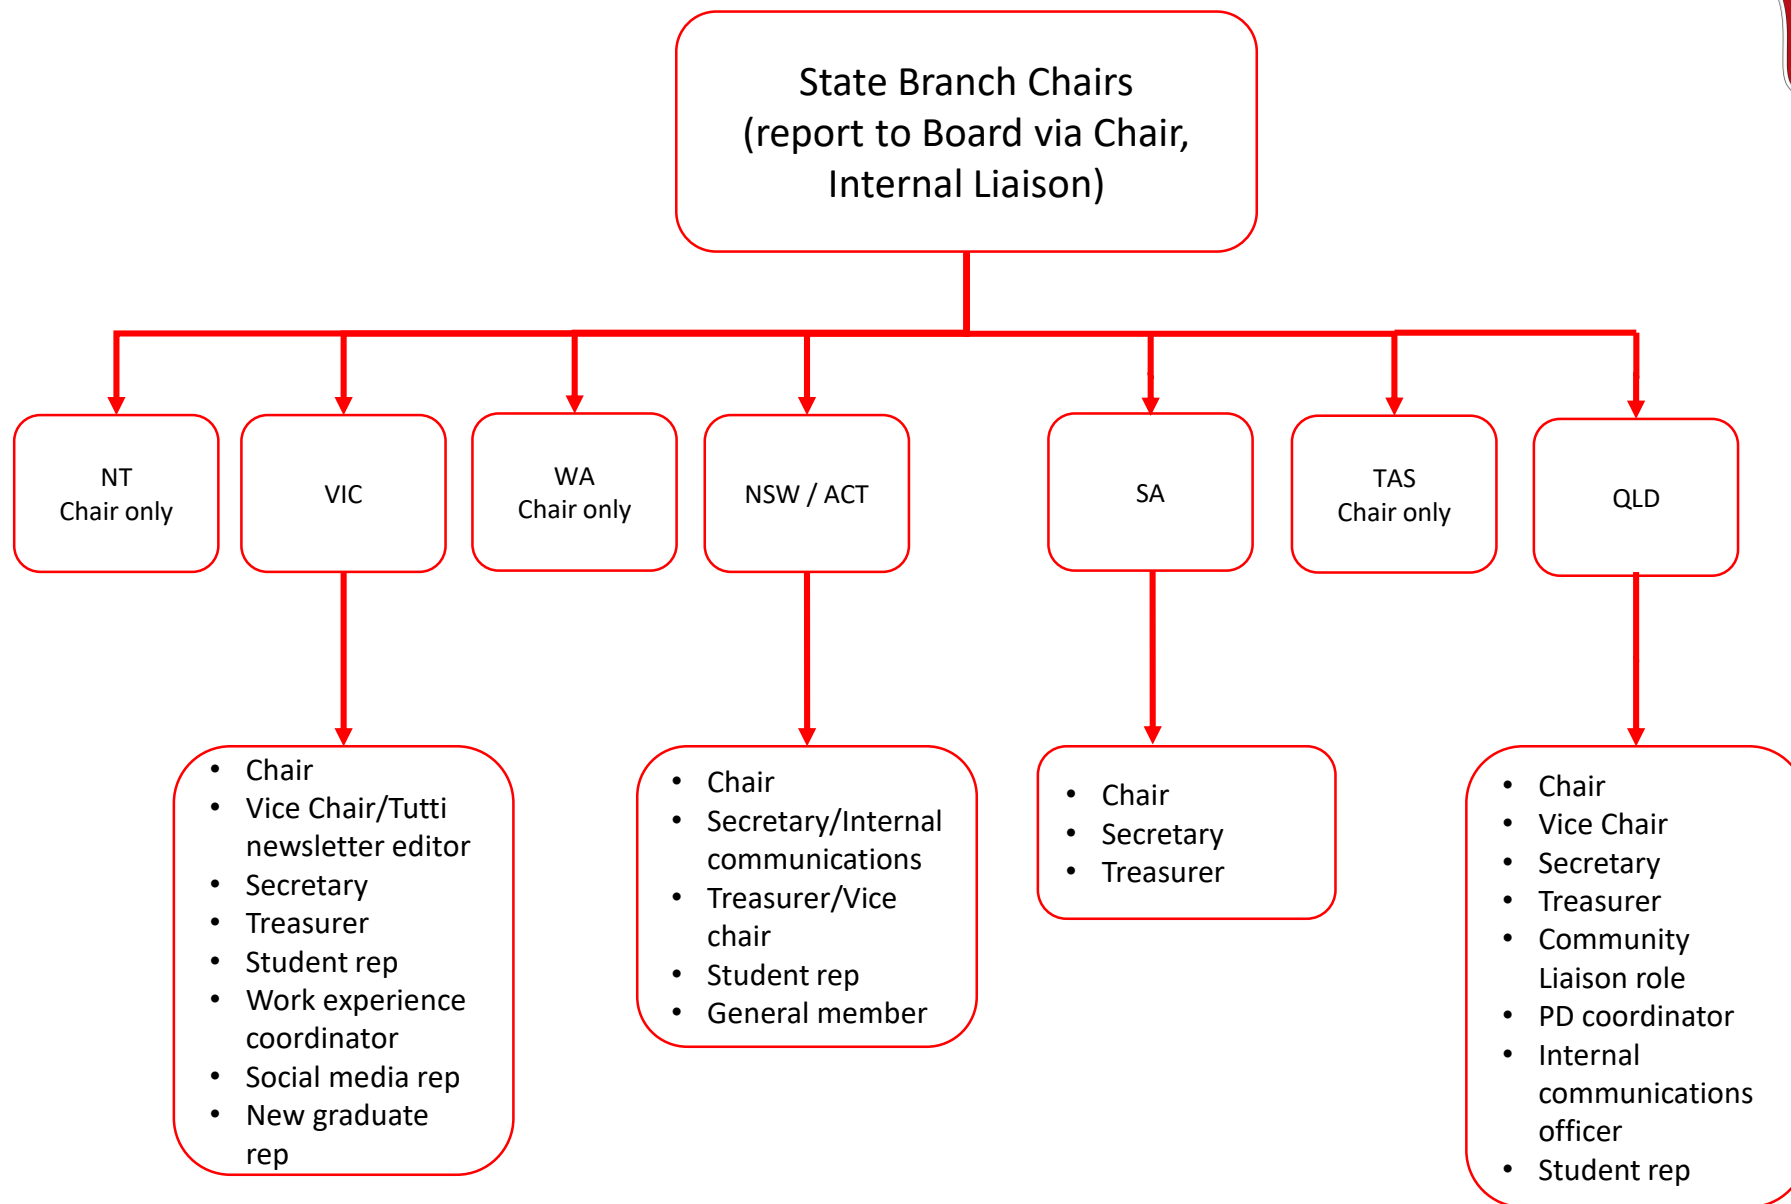 State Branch Chairs
(report to Board via Chair,
Internal Liaison)
NT
Chair only
VIC
WA
Chair only
NSW / ACT
SA
TAS
Chair only
QLD
• Chair
• Vice Chair/Tutti
newsletter editor
• Secretary
• Treasurer
• Student rep
• Work experience
coordinator
• Social media rep
• New graduate
rep
• Chair
• Secretary/Internal
communications
• Treasurer/Vice
chair
• Student rep
• General member
• Chair
• Secretary
• Treasurer
• Chair
• Vice Chair
• Secretary
• Treasurer
• Community
Liaison role
• PD coordinator
• Internal
communications
officer
• Student rep